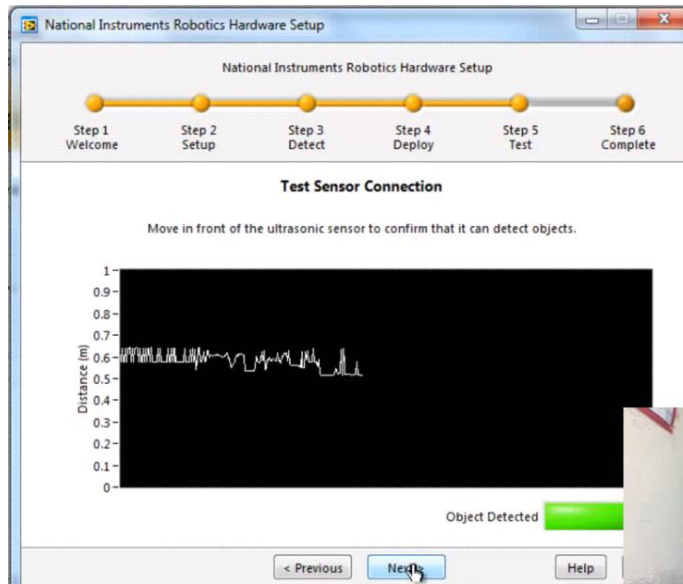 National Instruments Robotics Hardware Setup
National Instruments Robotics Hardware Setup
Step 1 Step 2 Step 3 Step 4 Step 5 Step 6
Welcome Setup Detect Deploy Test Complete
Test Sensor Connection
Move in front of the ultrasonic sensor to confirm that it can detect objects.
1
0.9
0.8
0.7
0.6
0.5
0.4
0.3
0.2
0.1
0
Distance (m)
Object Detected
< Previous Next > Help